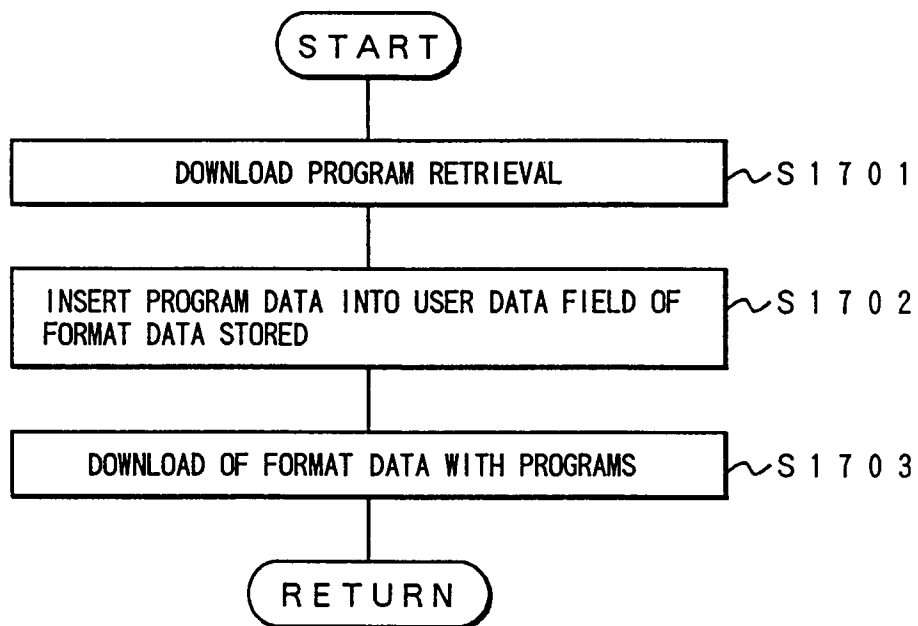 START
DOWNLOAD PROGRAM RETRIEVAL
S1701
INSERT PROGRAM DATA INTO USER DATA FIELD OF
FORMAT DATA STORED
S1702
DOWNLOAD OF FORMAT DATA WITH PROGRAMS
S1703
RETURN